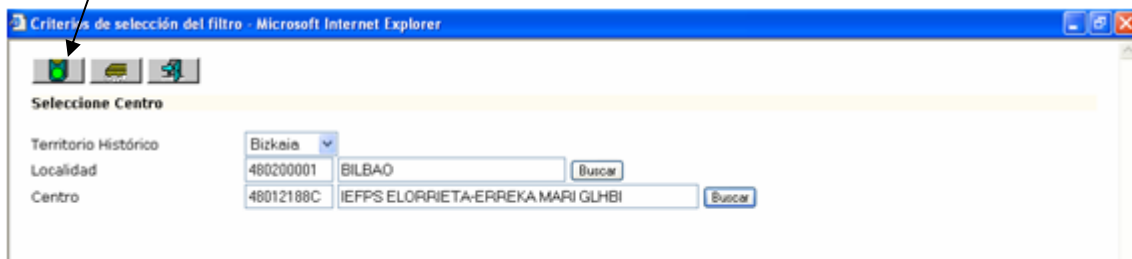 Criterios de selección del filtro - Microsoft Internet Explorer
Seleccione Centro
Territorio Histórico Bizkaia
Localidad 480200001 BILBAO Buscar
Centro 48012188C IEFPS ELORRIETA-ERREKA MARI GLHBI Buscar